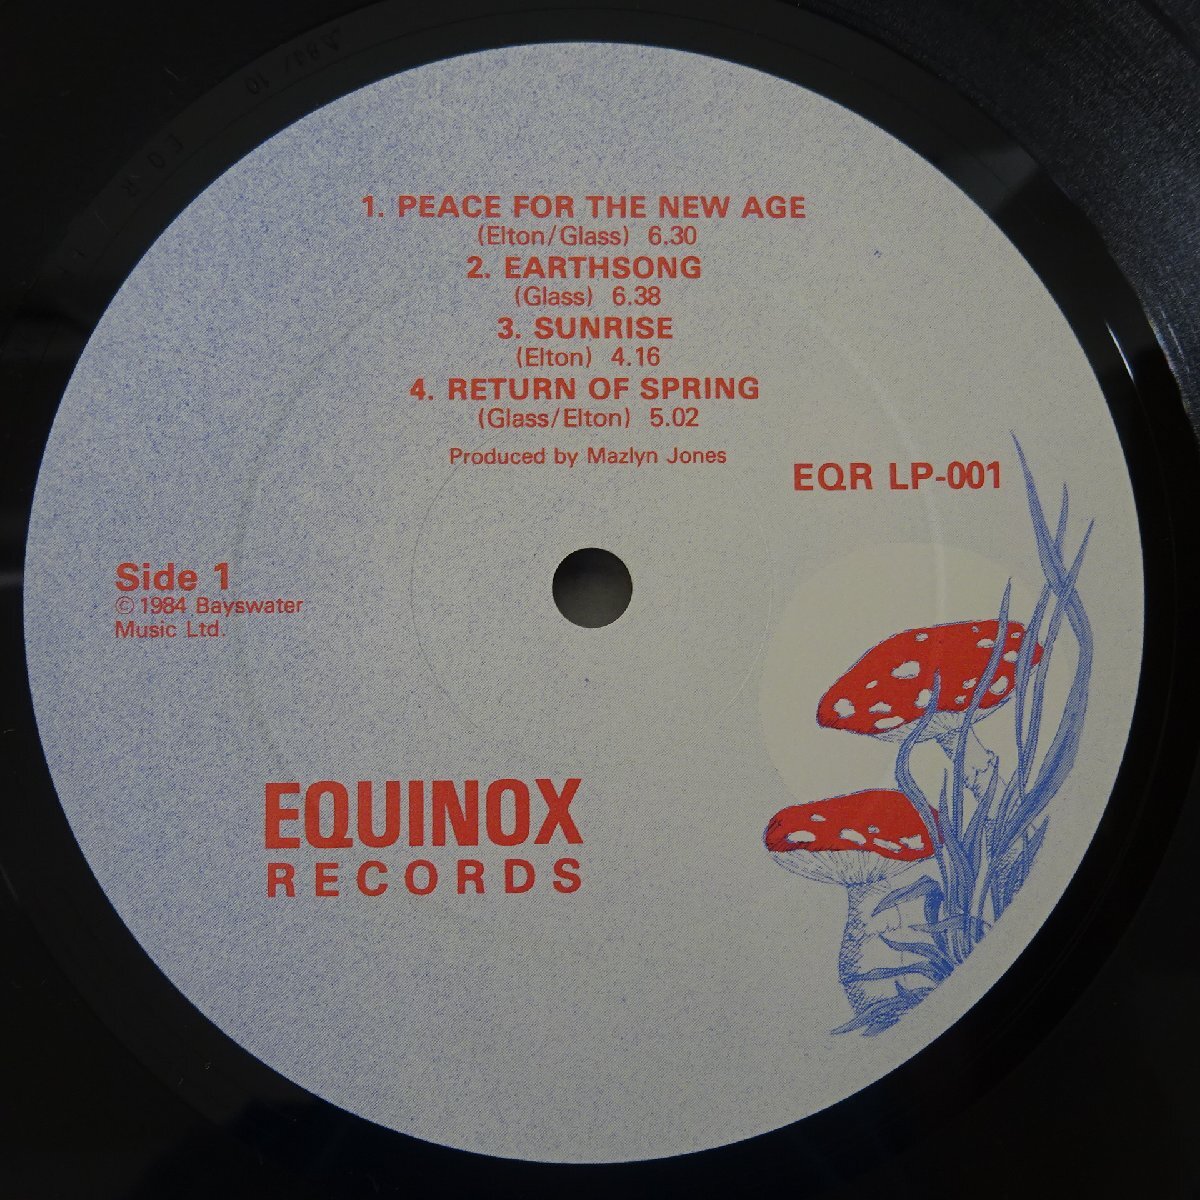 1. PEACE FOR THE NEW AGE
(Elton/Glass) 6.30
2. EARTHSONG
(Glass) 6.38
3. SUNRISE
(Elton) 4.16
4. RETURN OF SPRING
(Glass/Elton) 5.02
Produced by Mazlyn Jones
EQR LP-001
Side 1
© 1984 Bayswater
Music Ltd.
EQUINOX
RECORDS